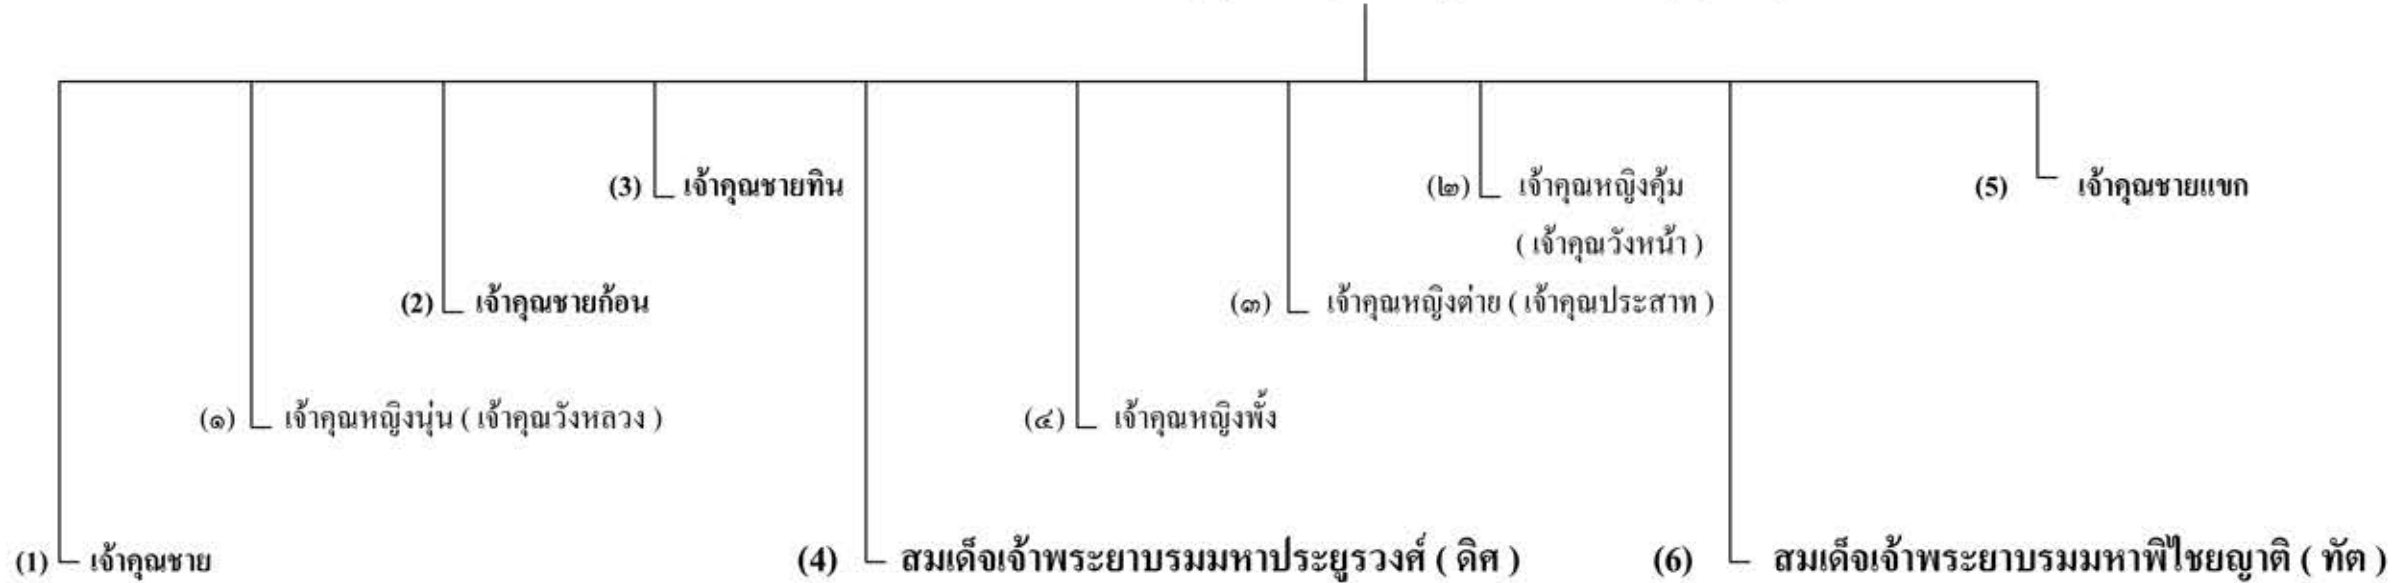 (3) เจ้าคุณชายทิน
(๒) เจ้าคุณหญิงคุ้ม
( เจ้าคุณวังหน้า )
(5) เจ้าคุณชายแขก
(2) เจ้าคุณชายก้อน
(๓) เจ้าคุณหญิงต่าย ( เจ้าคุณประสาท )
(๑) เจ้าคุณหญิงนุ่น ( เจ้าคุณวังหลวง )
(๔) เจ้าคุณหญิงพั้ง
(1) เจ้าคุณชาย
(4) สมเด็จเจ้าพระยาบรมมหาประยูรวงศ์ ( ดิศ )
(6) สมเด็จเจ้าพระยาบรมมหาพิไชยญาติ ( ทัต )